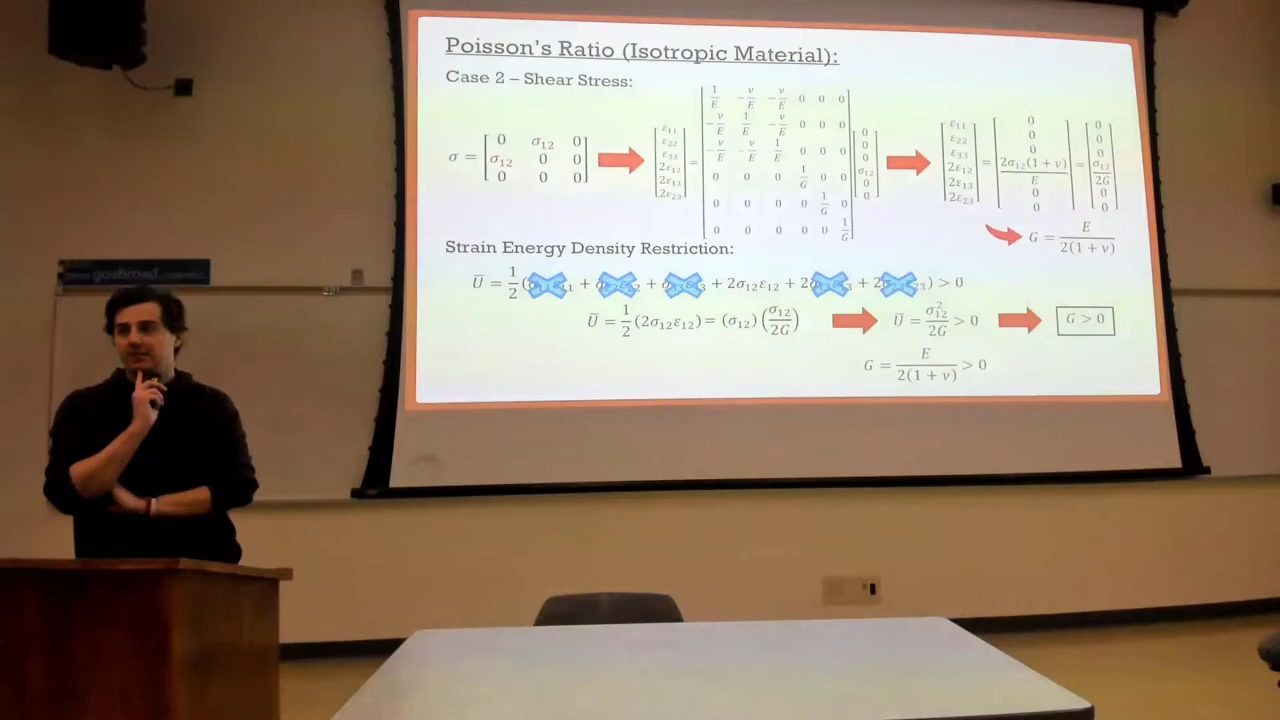 Poisson's Ratio (Isotropic Material):
Case 2 – Shear Stress:
σ = [0 σ₁₂ 0; σ₁₂ 0 0; 0 0 0]
[ε₁₁; ε₂₂; ε₃₃; 2ε₁₂; 2ε₁₃; 2ε₂₃] = [1/E −ν/E −ν/E 0 0 0; −ν/E 1/E −ν/E 0 0 0; −ν/E −ν/E 1/E 0 0 0; 0 0 0 1/G 0 0; 0 0 0 0 1/G 0; 0 0 0 0 0 1/G] [0; 0; 0; σ₁₂; 0; 0]
[ε₁₁; ε₂₂; ε₃₃; 2ε₁₂; 2ε₁₃; 2ε₂₃] = [0; 0; 0; 2σ₁₂(1 + ν)/E; 0; 0] = [0; 0; 0; σ₁₂/2G; 0; 0]
G = E/2(1 + ν)
Strain Energy Density Restriction:
U̅ = 1/2 ( + + + 2σ₁₂ε₁₂ + 2 + 2 ) > 0
U̅ = 1/2 (2σ₁₂ε₁₂) = (σ₁₂)(σ₁₂/2G)
U̅ = σ₁₂²/2G > 0
G > 0
G = E/2(1 + ν) > 0